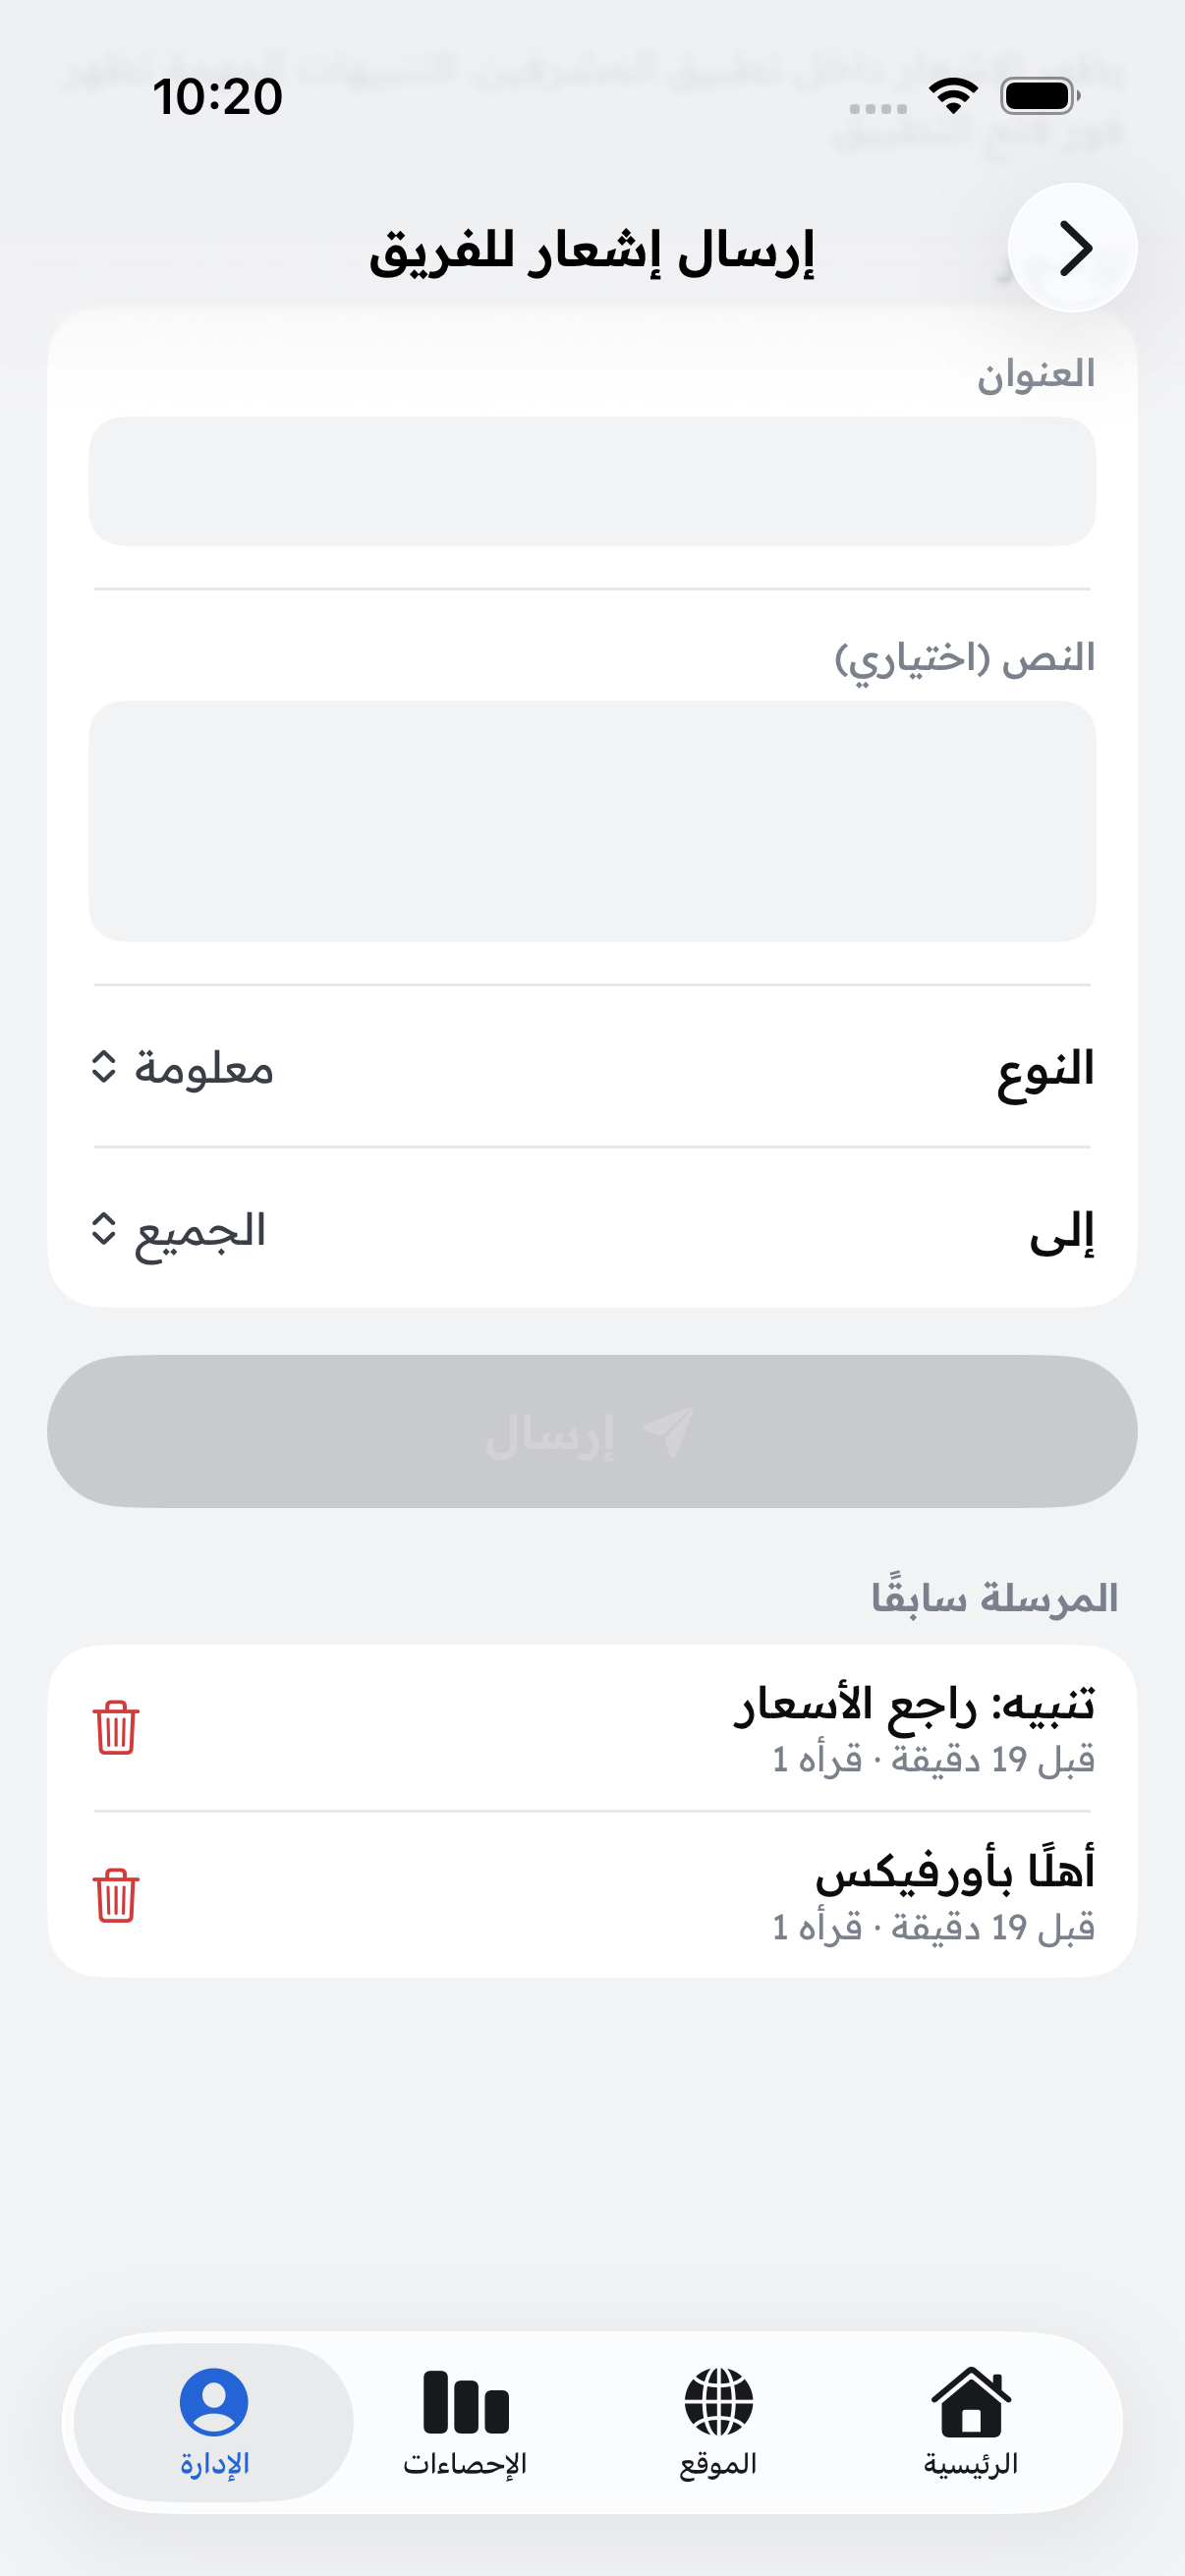 10:20
إرسال إشعار للفريق
العنوان
النص (اختياري)
النوع
معلومة
إلى
الجميع
إرسال
المرسلة سابقًا
تنبيه: راجع الأسعار
قبل 19 دقيقة · قرأه 1
أهلًا بأورفيكس
قبل 19 دقيقة · قرأه 1
الرئيسية
الموقع
الإحصاءات
الإدارة